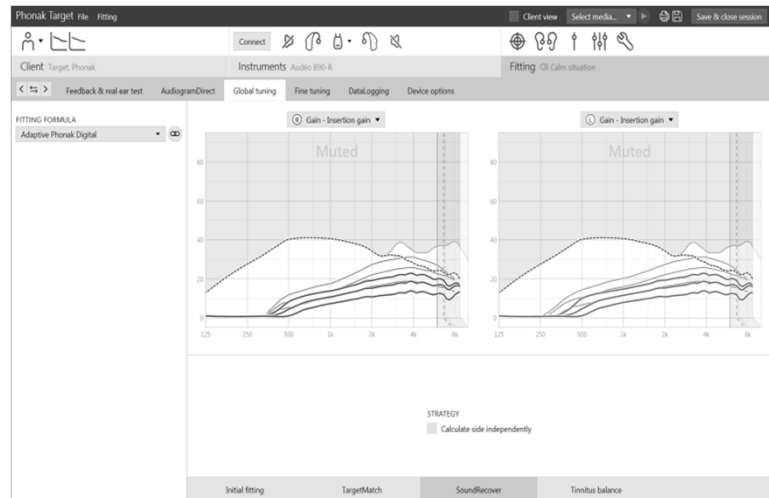 Phonak Target File Fitting Client view Select media... Save & close session
Connect
Client Target, Phonak Instruments Audéo B90-R Fitting Calm situation
Feedback & real ear test AudiogramDirect Global tuning Fine tuning DataLogging Device options
FITTING FORMULA
Adaptive Phonak Digital
R Gain - Insertion gain L Gain - Insertion gain
Muted Muted
80 80
60 60
40 40
20 20
0 0
125 250 500 1k 2k 4k 8k 125 250 500 1k 2k 4k 8k
STRATEGY
Calculate side independently
Initial fitting TargetMatch SoundRecover Tinnitus balance